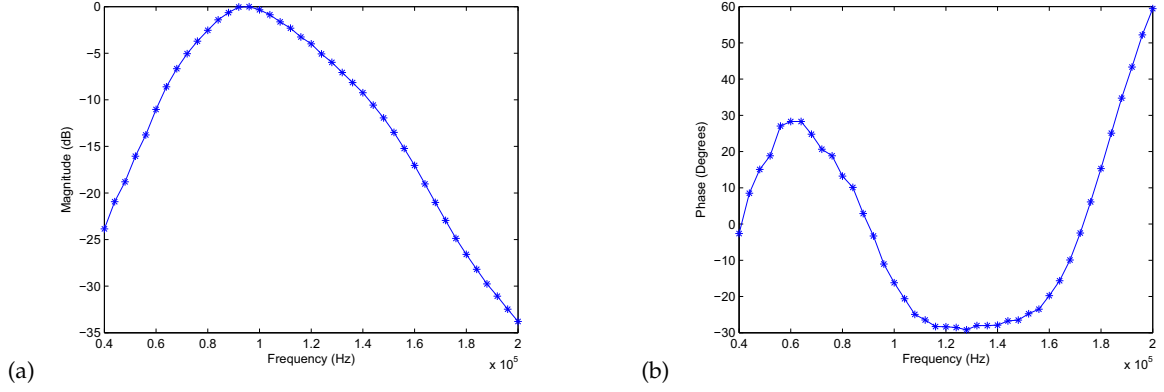 0
−5
−10
−15
−20
−25
−30
−35
Magnitude (dB)
0.4 0.6 0.8 1 1.2 1.4 1.6 1.8 2
Frequency (Hz)
x 10^5
(a)
60
50
40
30
20
10
0
−10
−20
−30
Phase (Degrees)
0.4 0.6 0.8 1 1.2 1.4 1.6 1.8 2
Frequency (Hz)
x 10^5
(b)